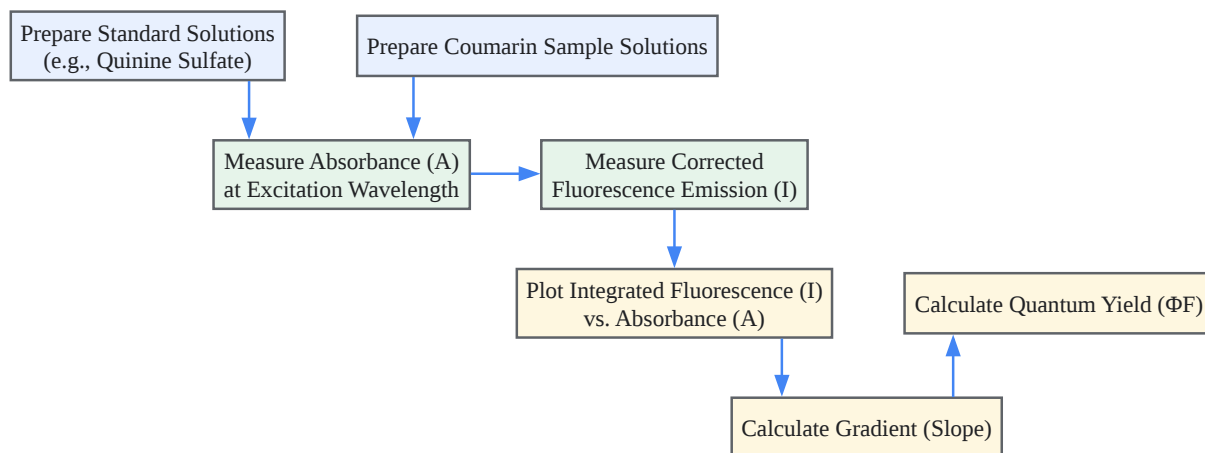 Prepare Standard Solutions
(e.g., Quinine Sulfate)
Prepare Coumarin Sample Solutions
Measure Absorbance (A)
at Excitation Wavelength
Measure Corrected
Fluorescence Emission (I)
Plot Integrated Fluorescence (I)
vs. Absorbance (A)
Calculate Quantum Yield (ΦF)
Calculate Gradient (Slope)